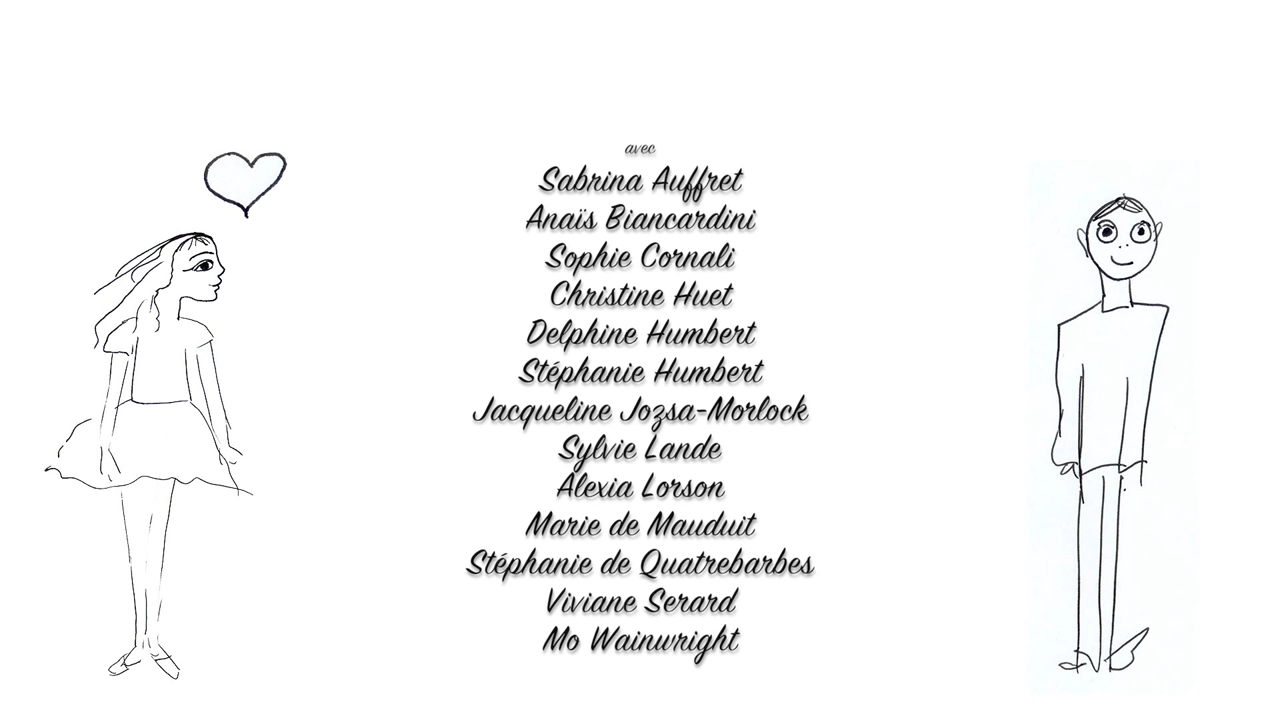 avec
Sabrina Auffret
Anaïs Biancardini
Sophie Cornali
Christine Huet
Delphine Humbert
Stéphanie Humbert
Jacqueline Jozsa-Morlock
Sylvie Lande
Alexia Lorson
Marie de Mauduit
Stéphanie de Quatrebarbes
Viviane Serard
Mo Wainwright